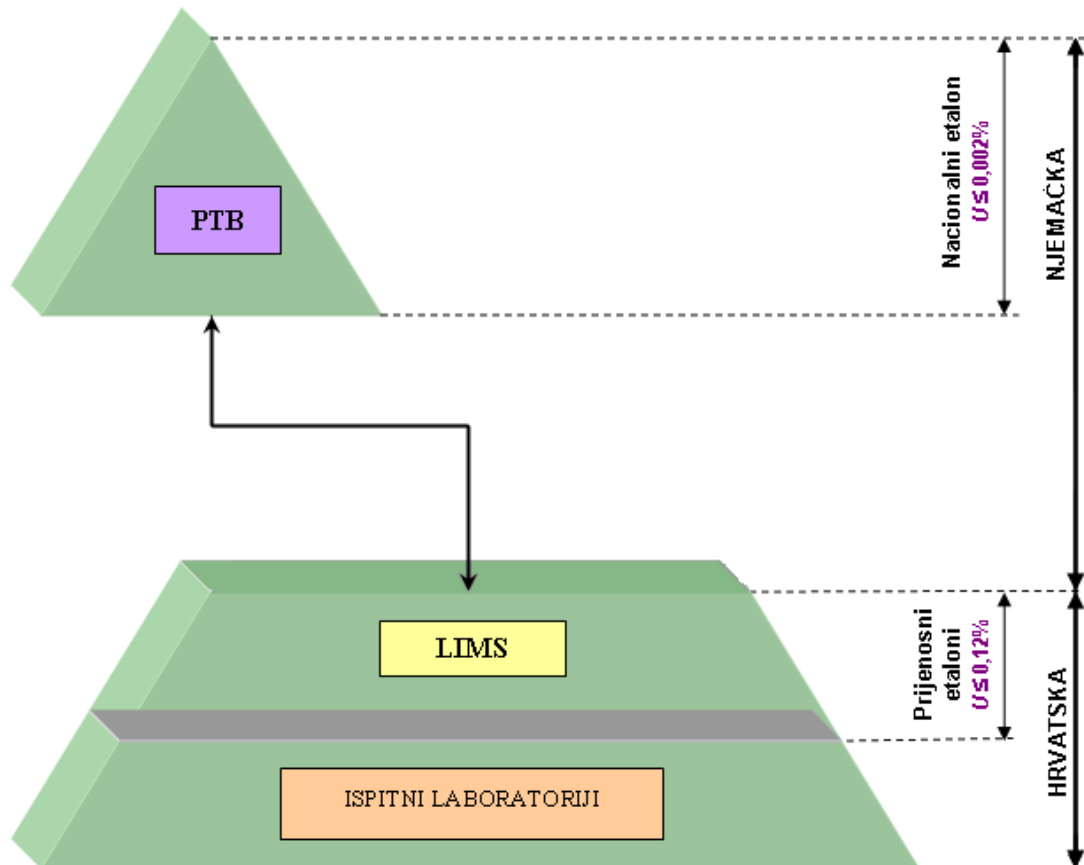 PTB
Nacionalni etalon
U≤0,002%
NJEMAČKA
LIMS
Prijenosni
etaloni
U≤0,12%
HRVATSKA
ISPITNI LABORATORIJI